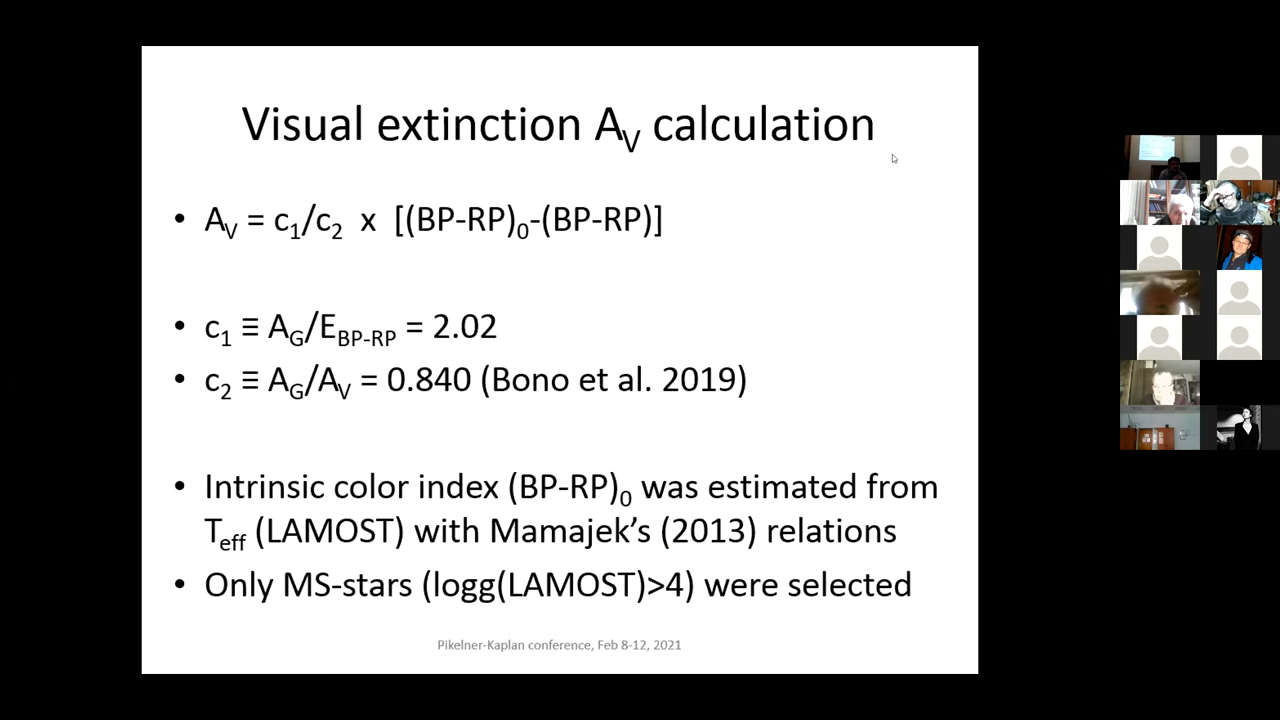 Visual extinction A_V calculation
• A_V = c_1/c_2 x [(BP-RP)_0-(BP-RP)]
• c_1 ≡ A_G/E_BP-RP = 2.02
• c_2 ≡ A_G/A_V = 0.840 (Bono et al. 2019)
• Intrinsic color index (BP-RP)_0 was estimated from
T_eff (LAMOST) with Mamajek’s (2013) relations
• Only MS-stars (logg(LAMOST)>4) were selected
Pikelner-Kaplan conference, Feb 8-12, 2021